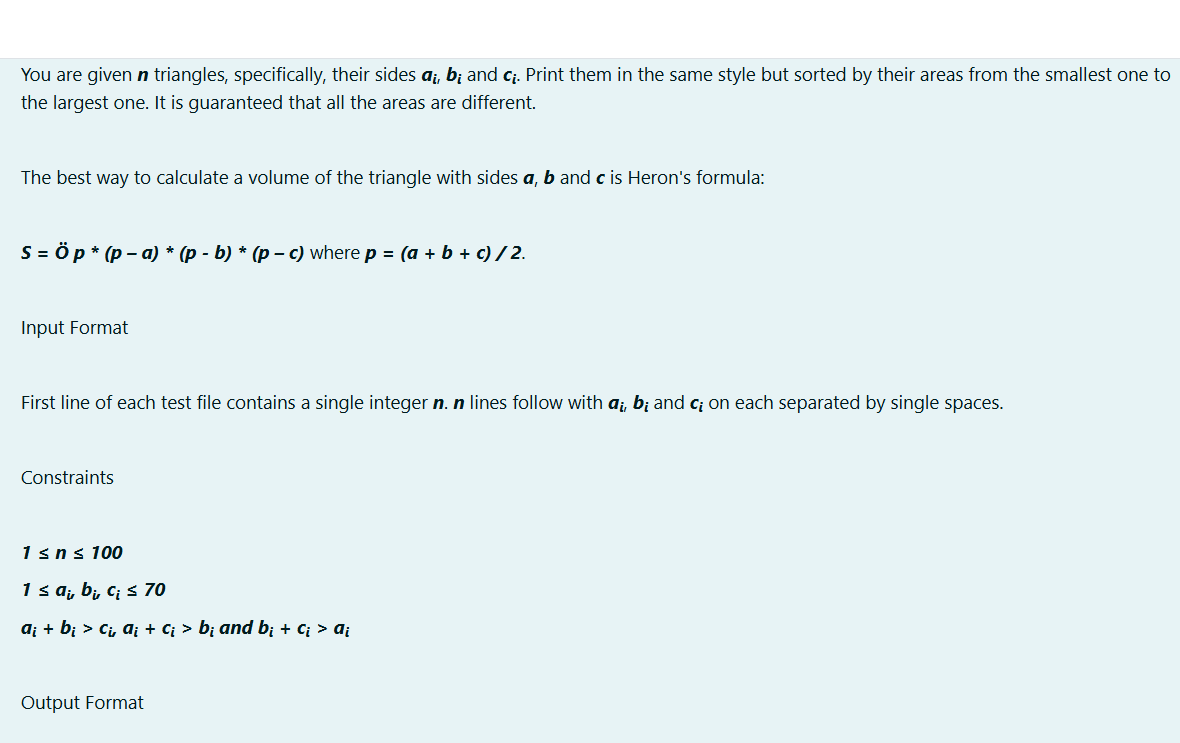 You are given n triangles, specifically, their sides ai, bi and ci. Print them in the same style but sorted by their areas from the smallest one to
the largest one. It is guaranteed that all the areas are different.
The best way to calculate a volume of the triangle with sides a, b and c is Heron's formula:
S = Ö p * (p – a) * (p - b) * (p – c) where p = (a + b + c) / 2.
Input Format
First line of each test file contains a single integer n. n lines follow with ai, bi and ci on each separated by single spaces.
Constraints
1 ≤ n ≤ 100
1 ≤ ai, bi, ci ≤ 70
ai + bi > ci, ai + ci > bi and bi + ci > ai
Output Format